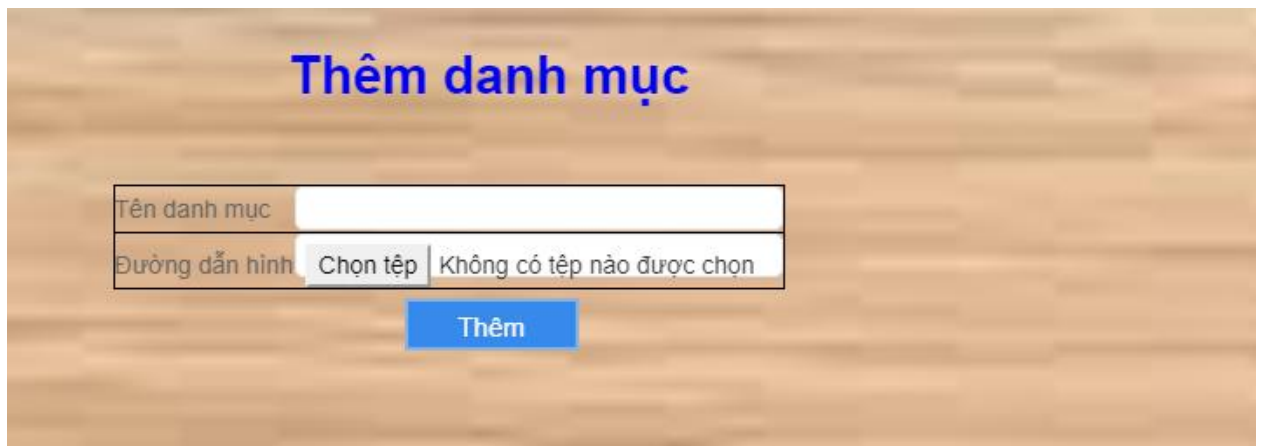 Thêm danh mục
Tên danh mục
Đường dẫn hình Chọn tệp Không có tệp nào được chọn
Thêm